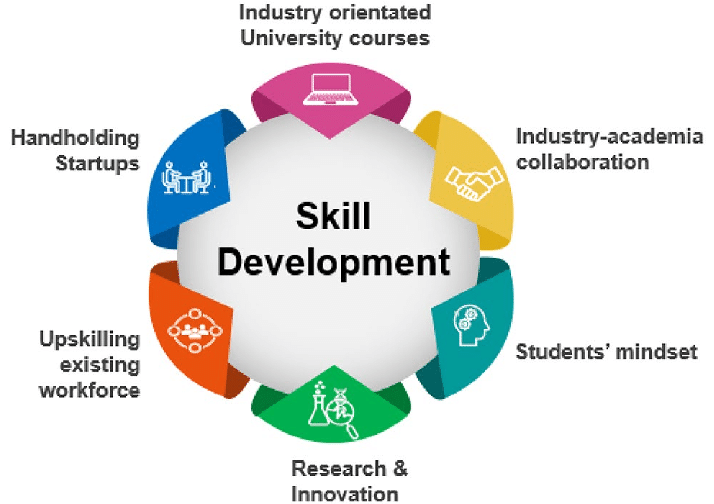 Industry orientated
University courses
Handholding
Startups
Industry-academia
collaboration
Skill
Development
Upskilling
existing
workforce
Students’ mindset
Research &
Innovation